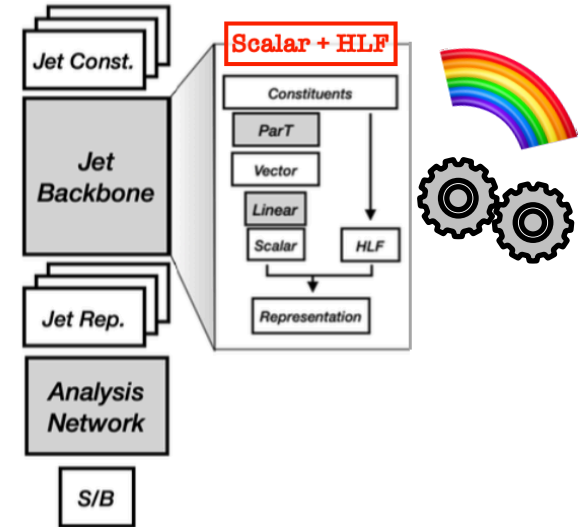 Jet Const.
Jet
Backbone
Jet Rep.
Analysis
Network
S/B
Scalar + HLF
Constituents
ParT
Vector
Linear
Scalar
HLF
Representation